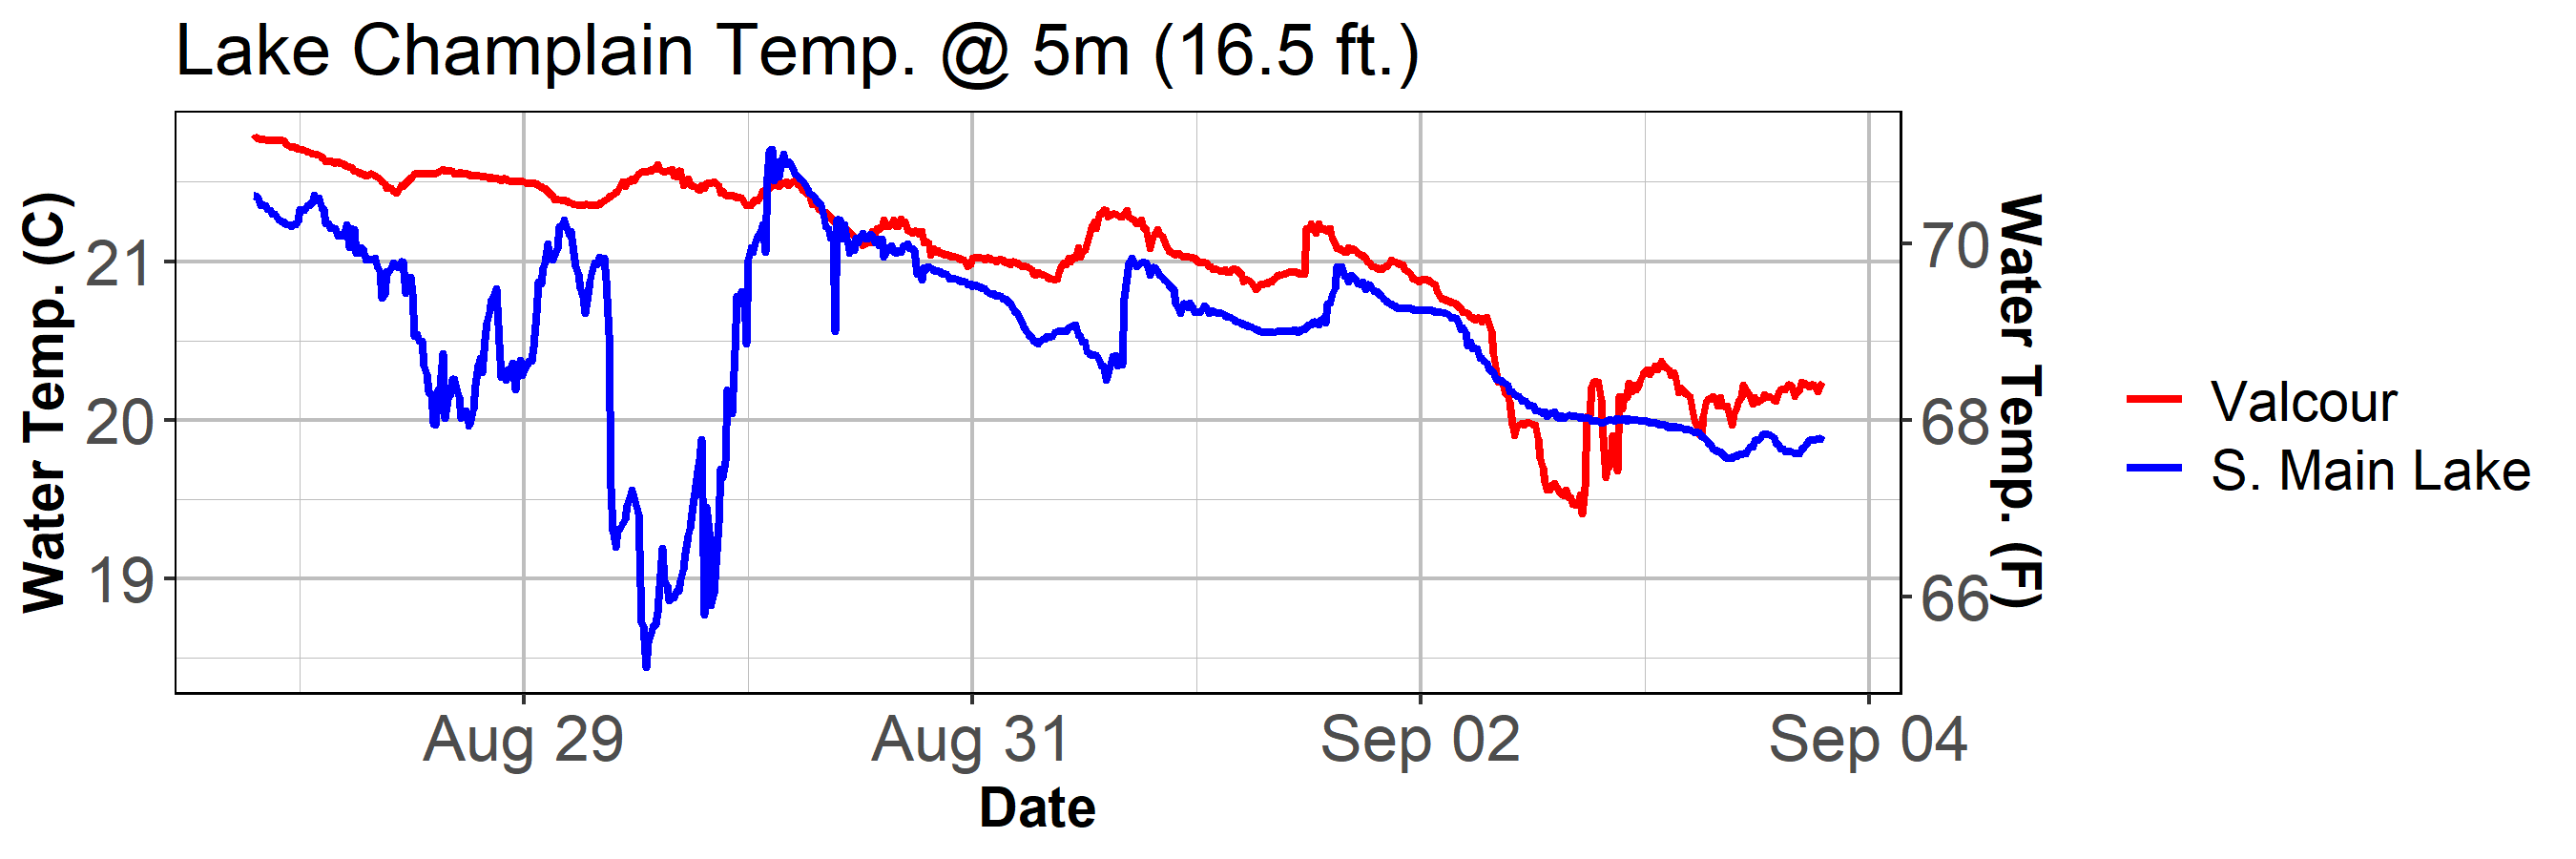 Lake Champlain Temp. @ 5m (16.5 ft.)
Water Temp. (C)
21
20
19
70
68
66
Water Temp. (F)
Aug 29
Aug 31
Sep 02
Sep 04
Date
Valcour
S. Main Lake